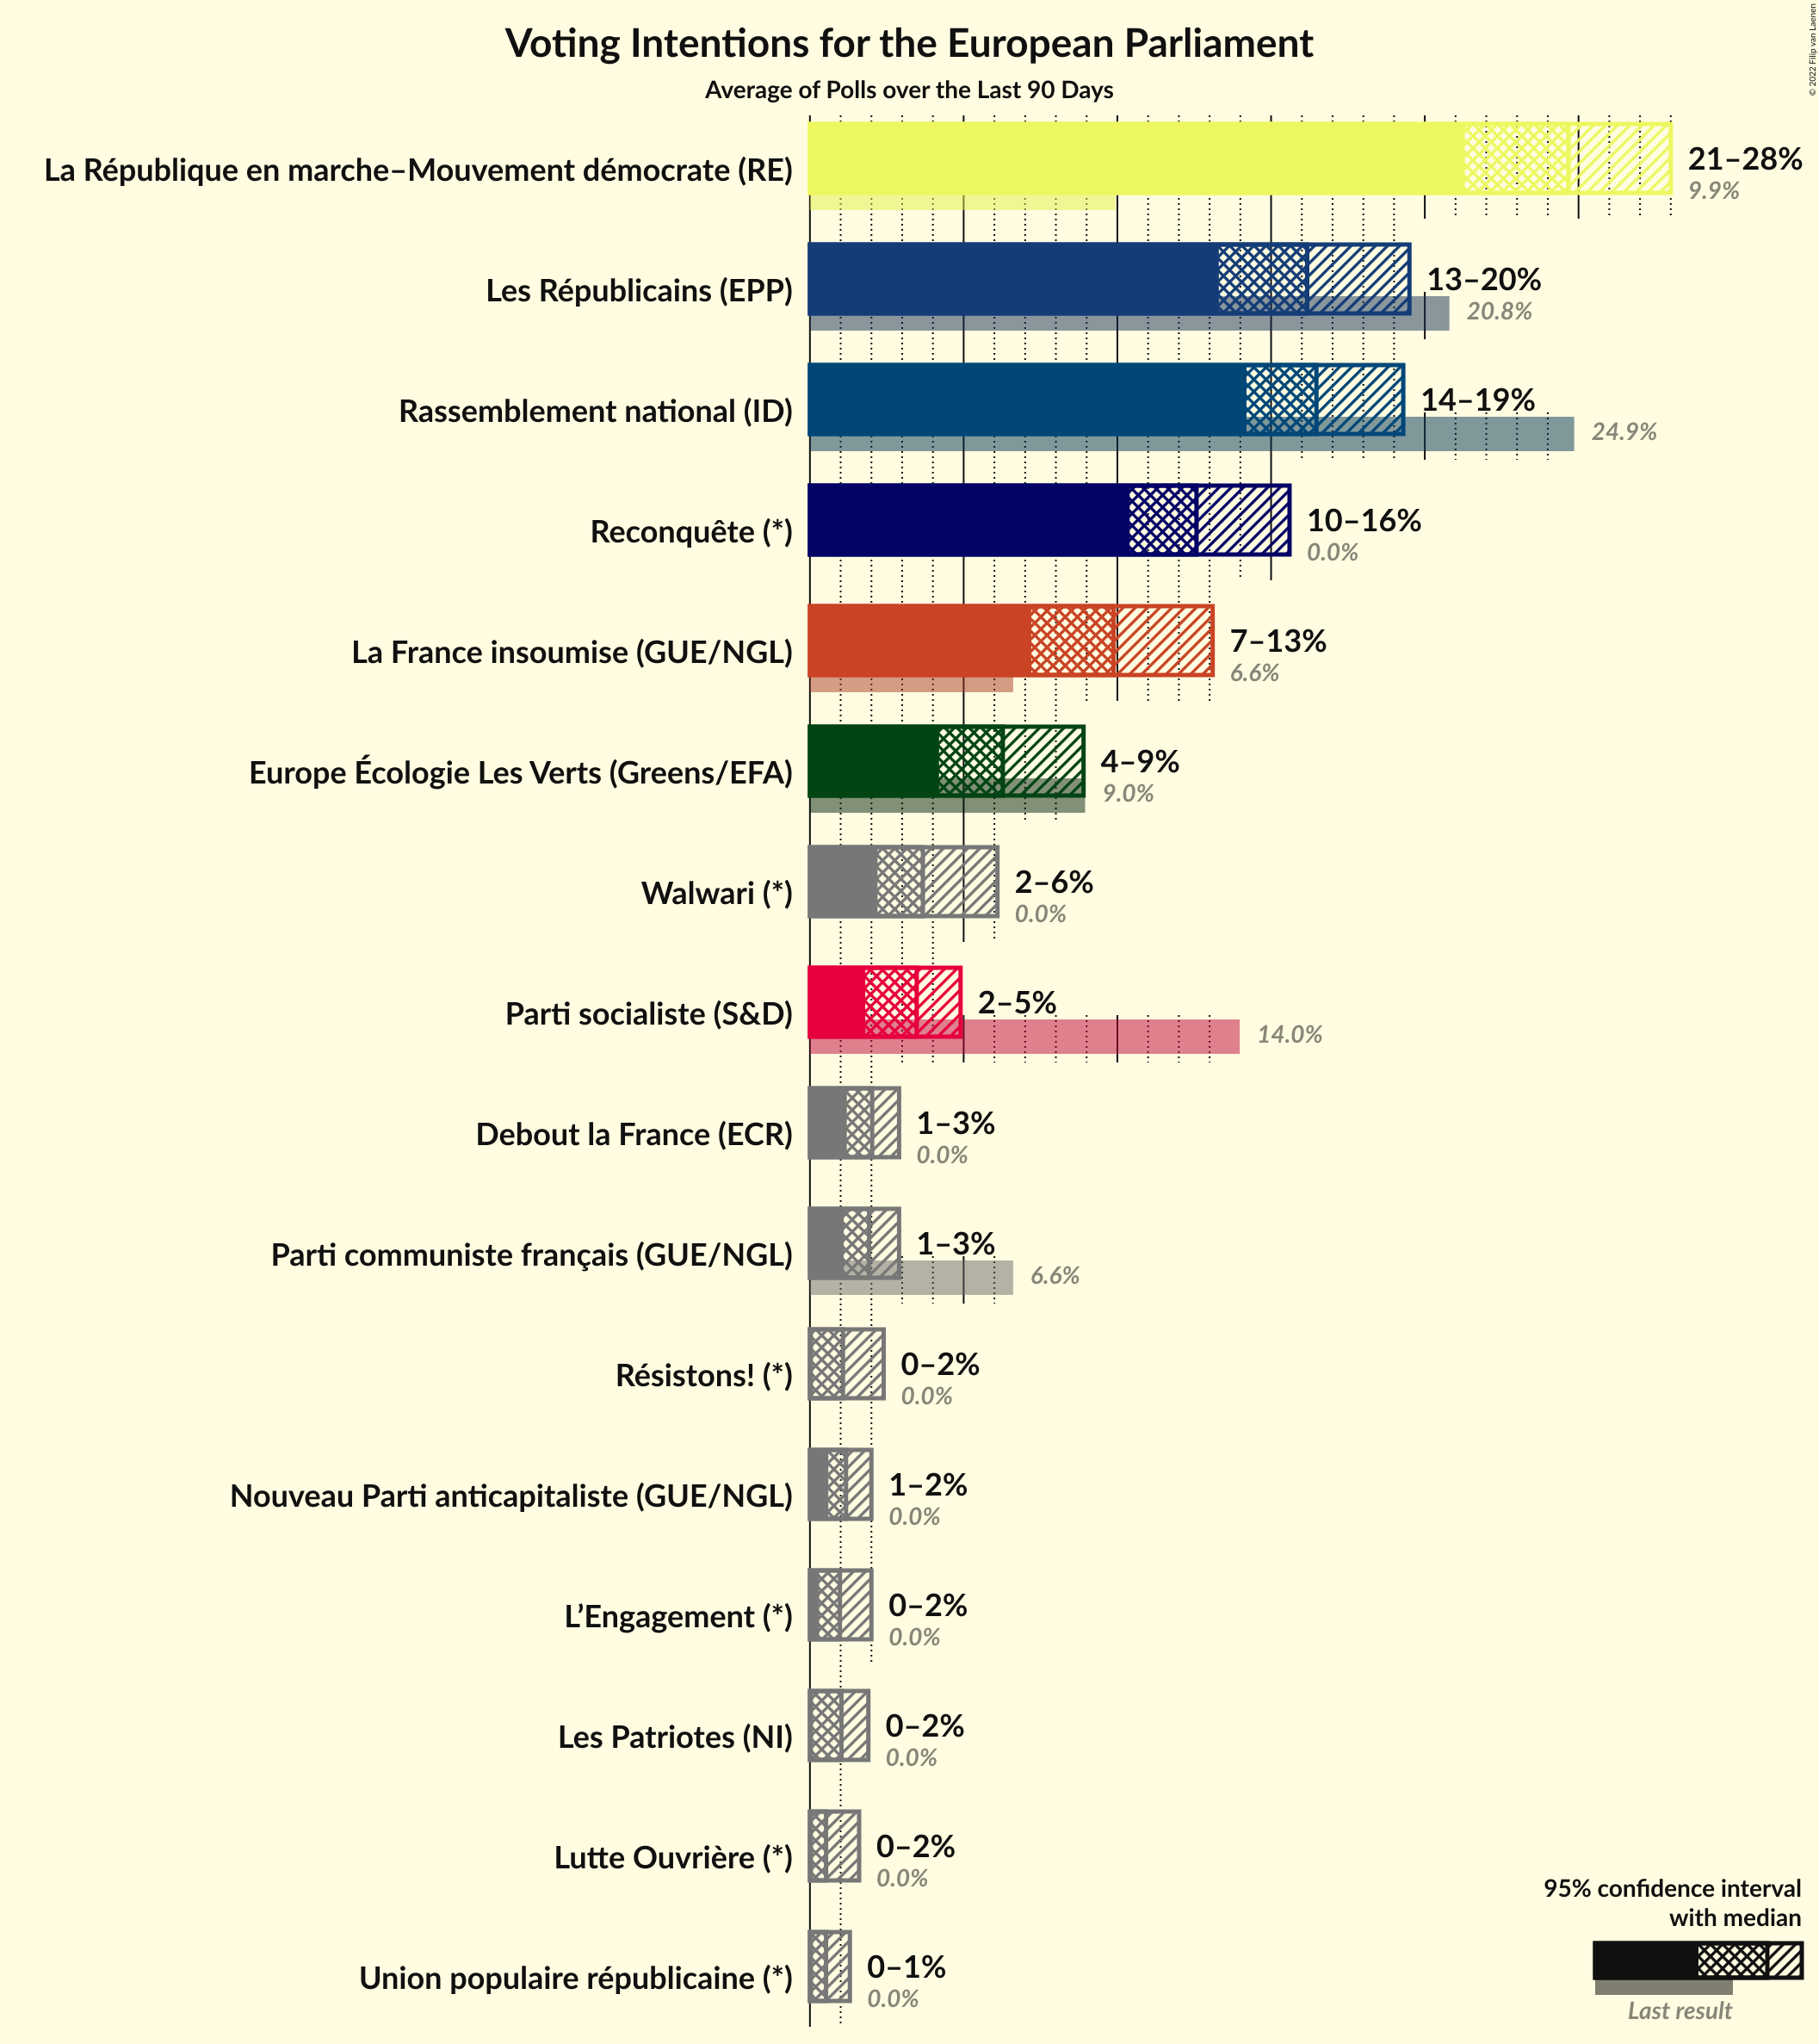 Voting Intentions for the European Parliament
Average of Polls over the Last 90 Days
© 2022 Filip van Laenen
La République en marche–Mouvement démocrate (RE)
21–28%
9.9%
Les Républicains (EPP)
13–20%
20.8%
Rassemblement national (ID)
14–19%
24.9%
Reconquête (*)
10–16%
0.0%
La France insoumise (GUE/NGL)
7–13%
6.6%
Europe Écologie Les Verts (Greens/EFA)
4–9%
9.0%
Walwari (*)
2–6%
0.0%
Parti socialiste (S&D)
2–5%
14.0%
Debout la France (ECR)
1–3%
0.0%
Parti communiste français (GUE/NGL)
1–3%
6.6%
Résistons! (*)
0–2%
0.0%
Nouveau Parti anticapitaliste (GUE/NGL)
1–2%
0.0%
L’Engagement (*)
0–2%
0.0%
Les Patriotes (NI)
0–2%
0.0%
Lutte Ouvrière (*)
0–2%
0.0%
Union populaire républicaine (*)
0–1%
0.0%
95% confidence interval
with median
Last result